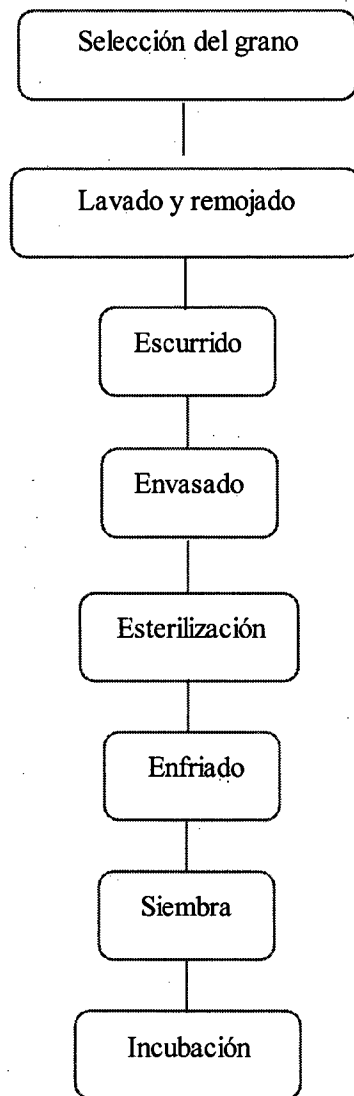 Selección del grano
Lavado y remojado
Escurrido
Envasado
Esterilización
Enfriado
Siembra
Incubación